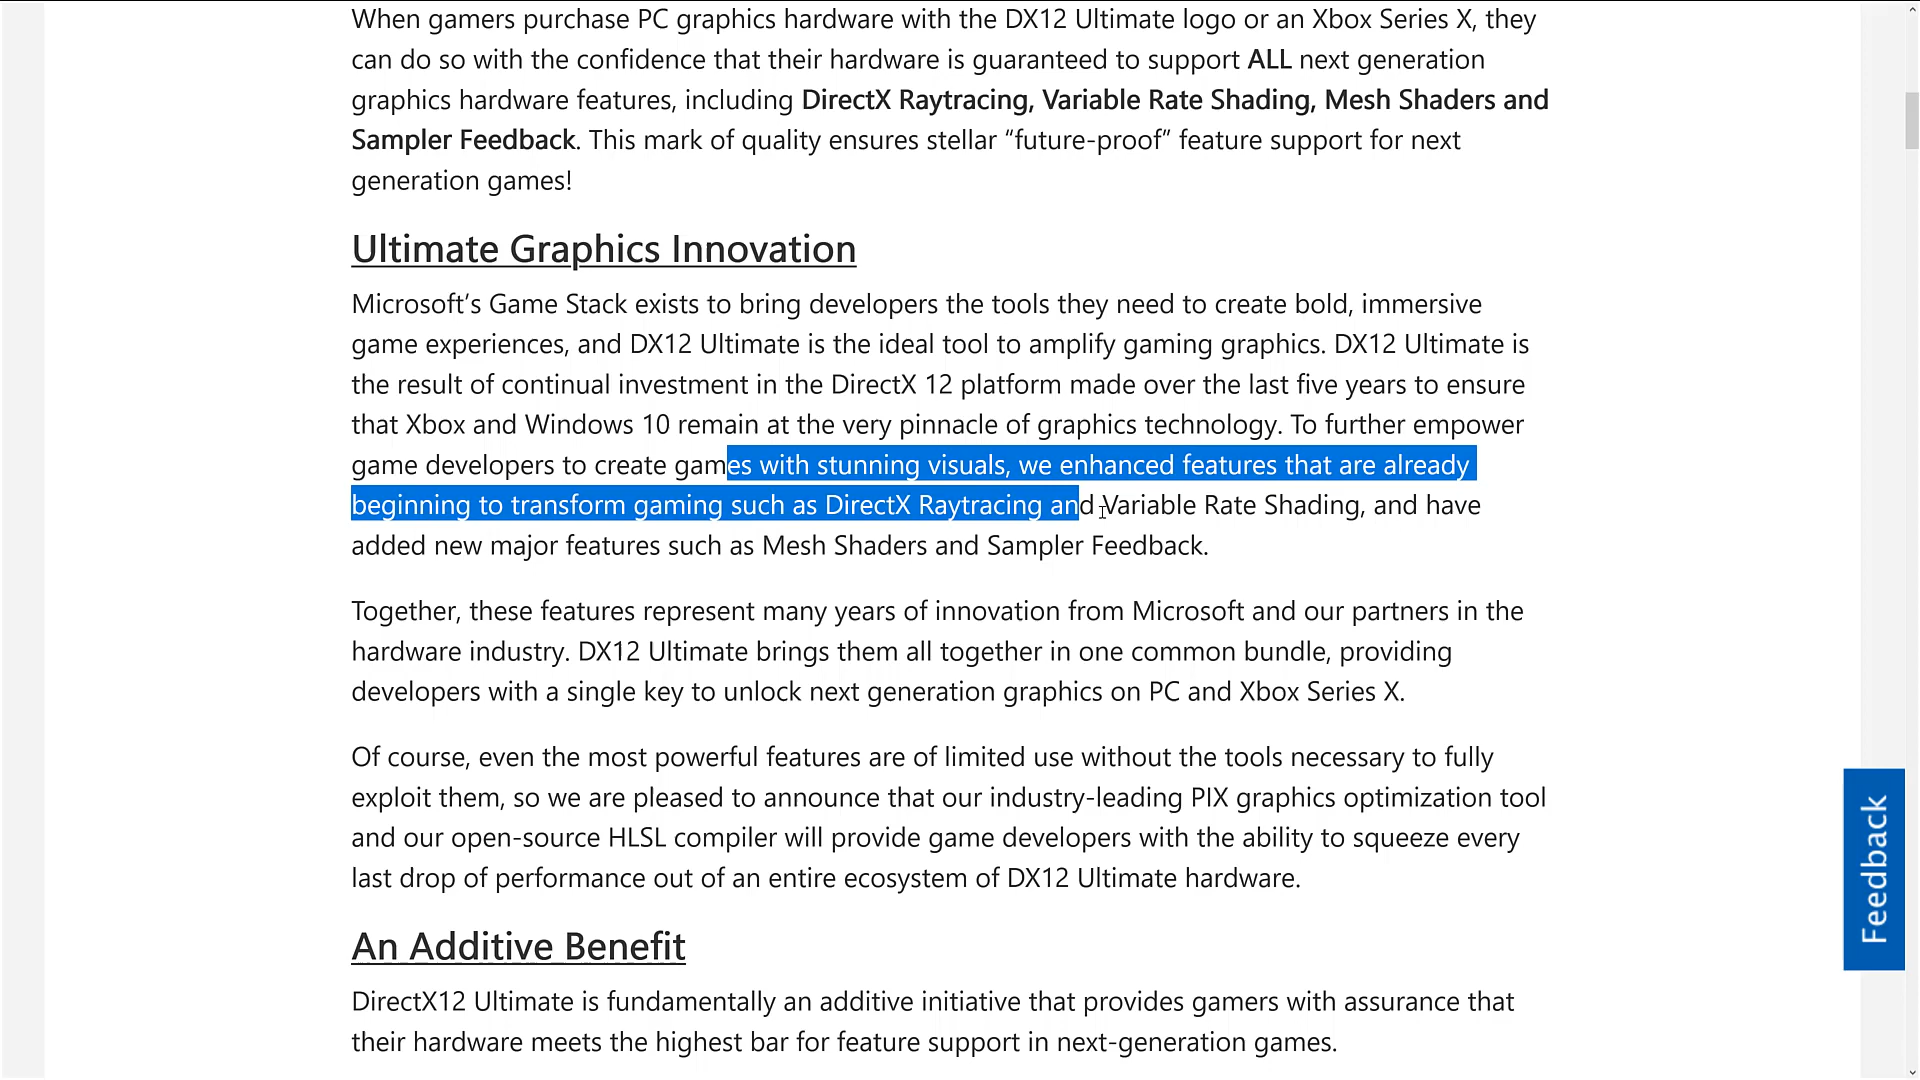 When gamers purchase PC graphics hardware with the DX12 Ultimate logo or an Xbox Series X, they
can do so with the confidence that their hardware is guaranteed to support ALL next generation
graphics hardware features, including DirectX Raytracing, Variable Rate Shading, Mesh Shaders and
Sampler Feedback. This mark of quality ensures stellar “future-proof” feature support for next
generation games!
Ultimate Graphics Innovation
Microsoft’s Game Stack exists to bring developers the tools they need to create bold, immersive
game experiences, and DX12 Ultimate is the ideal tool to amplify gaming graphics. DX12 Ultimate is
the result of continual investment in the DirectX 12 platform made over the last five years to ensure
that Xbox and Windows 10 remain at the very pinnacle of graphics technology. To further empower
game developers to create games with stunning visuals, we enhanced features that are already
beginning to transform gaming such as DirectX Raytracing and Variable Rate Shading, and have
added new major features such as Mesh Shaders and Sampler Feedback.
Together, these features represent many years of innovation from Microsoft and our partners in the
hardware industry. DX12 Ultimate brings them all together in one common bundle, providing
developers with a single key to unlock next generation graphics on PC and Xbox Series X.
Of course, even the most powerful features are of limited use without the tools necessary to fully
exploit them, so we are pleased to announce that our industry-leading PIX graphics optimization tool
and our open-source HLSL compiler will provide game developers with the ability to squeeze every
last drop of performance out of an entire ecosystem of DX12 Ultimate hardware.
Feedback
An Additive Benefit
DirectX12 Ultimate is fundamentally an additive initiative that provides gamers with assurance that
their hardware meets the highest bar for feature support in next-generation games.